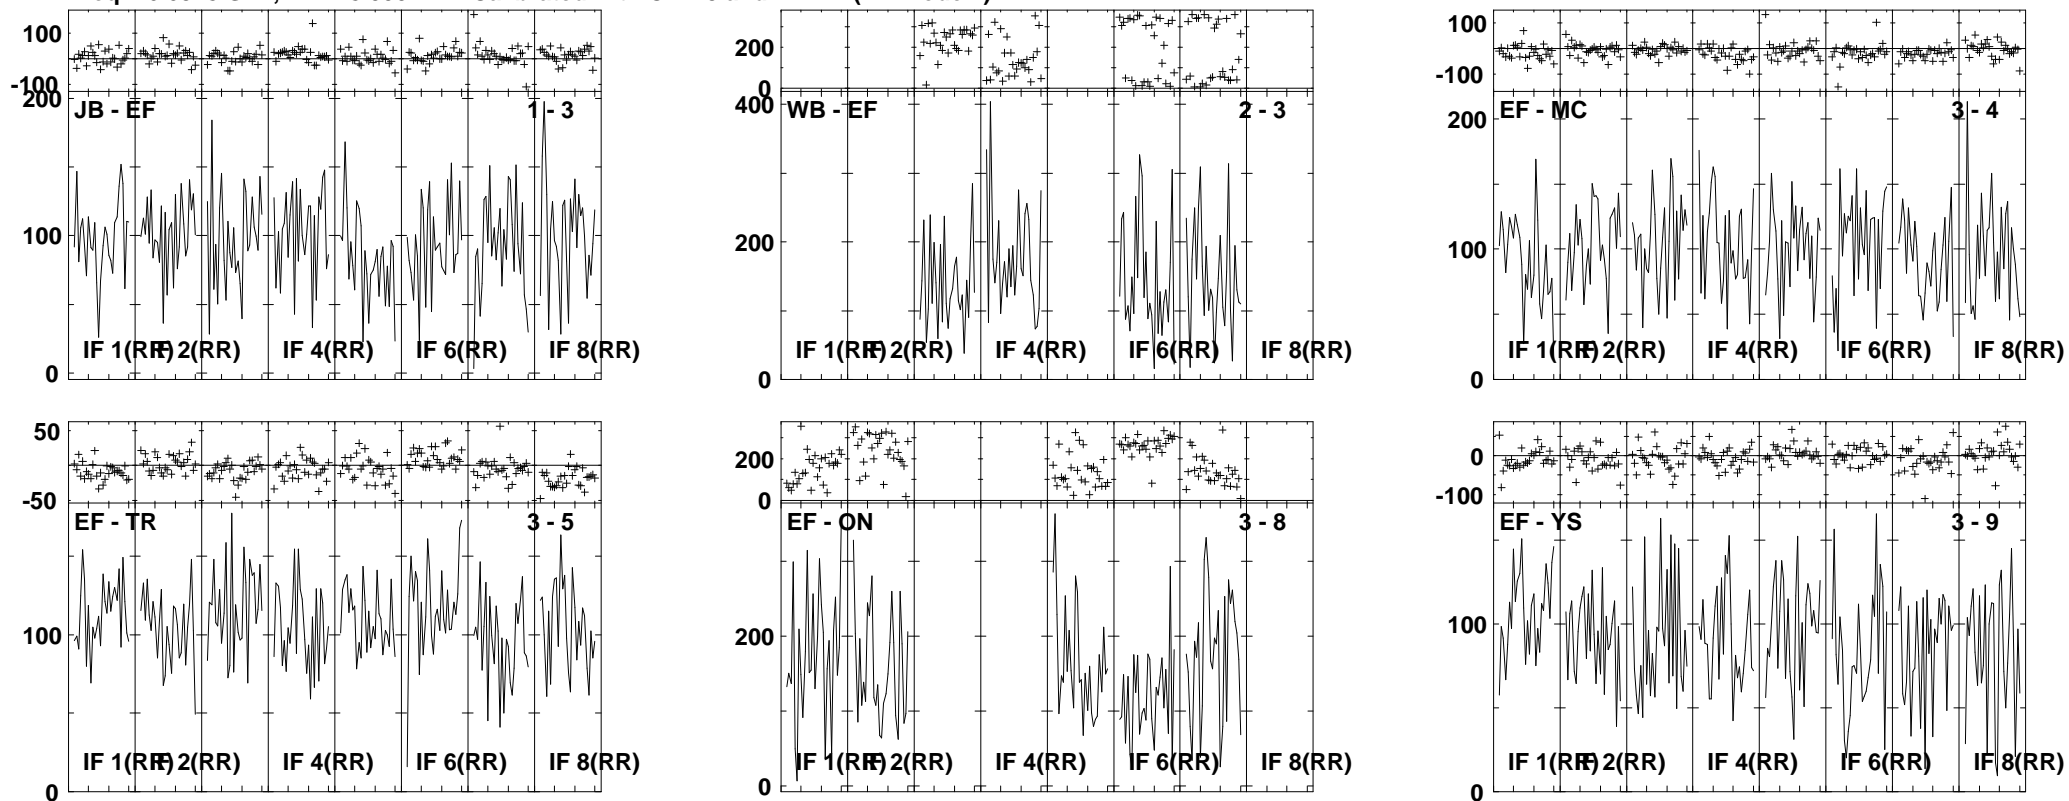 100
-100
200
100
0
JB - EF
1 - 3
IF 1(RR)
IF 2(RR)
IF 4(RR)
IF 6(RR)
IF 8(RR)
200
0
400
200
0
WB - EF
2 - 3
IF 1(RR)
IF 2(RR)
IF 4(RR)
IF 6(RR)
IF 8(RR)
100
-100
200
100
0
EF - MC
3 - 4
IF 1(RR)
IF 2(RR)
IF 4(RR)
IF 6(RR)
IF 8(RR)
50
-50
100
0
EF - TR
3 - 5
IF 1(RR)
IF 2(RR)
IF 4(RR)
IF 6(RR)
IF 8(RR)
200
0
200
0
EF - ON
3 - 8
IF 1(RR)
IF 2(RR)
IF 4(RR)
IF 6(RR)
IF 8(RR)
0
-100
100
0
EF - YS
3 - 9
IF 1(RR)
IF 2(RR)
IF 4(RR)
IF 6(RR)
IF 8(RR)